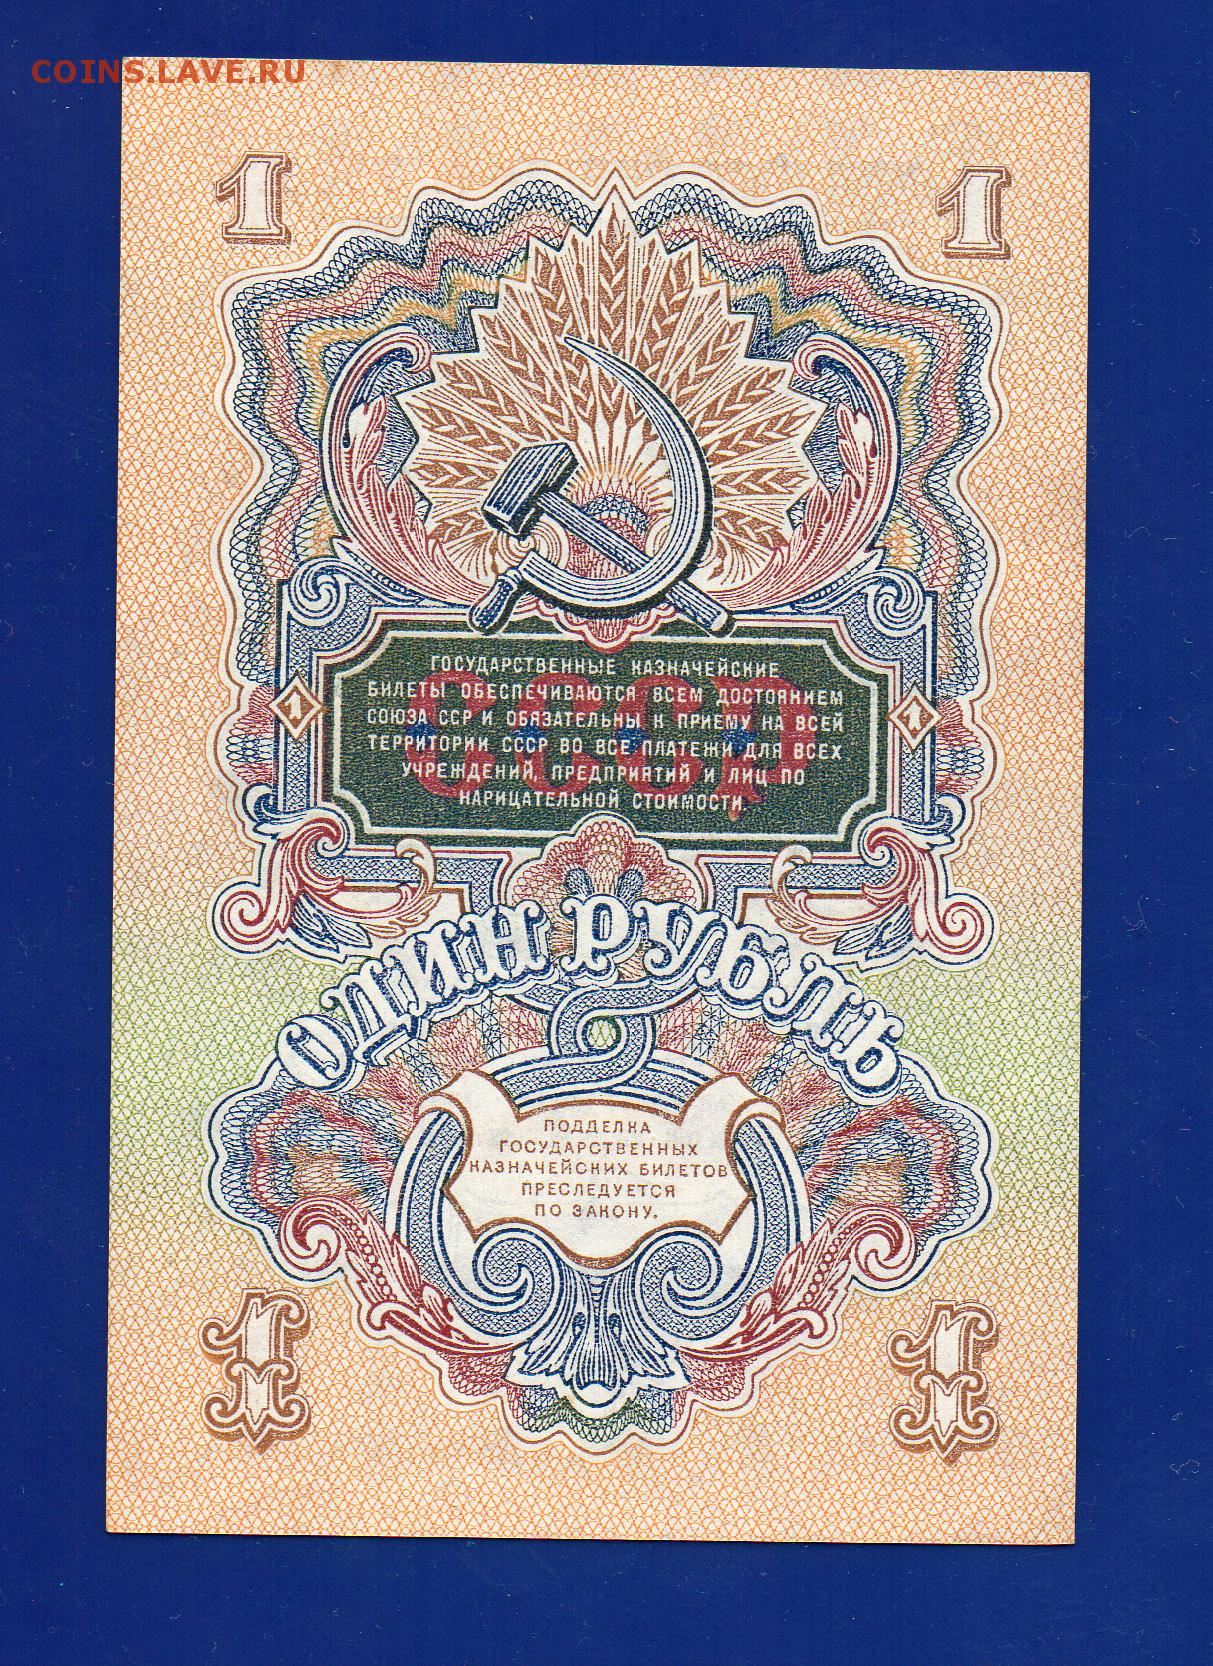 COINS.LAVE.RU
1 1
ГОСУДАРСТВЕННЫЕ КАЗНАЧЕЙСКИЕ
БИЛЕТЫ ОБЕСПЕЧИВАЮТСЯ ВСЕМ ДОСТОЯНИЕМ
1 СОЮЗА ССР И ОБЯЗАТЕЛЬНЫ К ПРИЕМУ НА ВСЕЙ 1
ТЕРРИТОРИИ СССР ВО ВСЕ ПЛАТЕЖИ ДЛЯ ВСЕХ
УЧРЕЖДЕНИЙ, ПРЕДПРИЯТИЙ И ЛИЦ ПО
НАРИЦАТЕЛЬНОЙ СТОИМОСТИ
СССР
ОДИН РУБЛЬ
ПОДДЕЛКА
ГОСУДАРСТВЕННЫХ
КАЗНАЧЕЙСКИХ БИЛЕТОВ
ПРЕСЛЕДУЕТСЯ
ПО ЗАКОНУ.
1 1